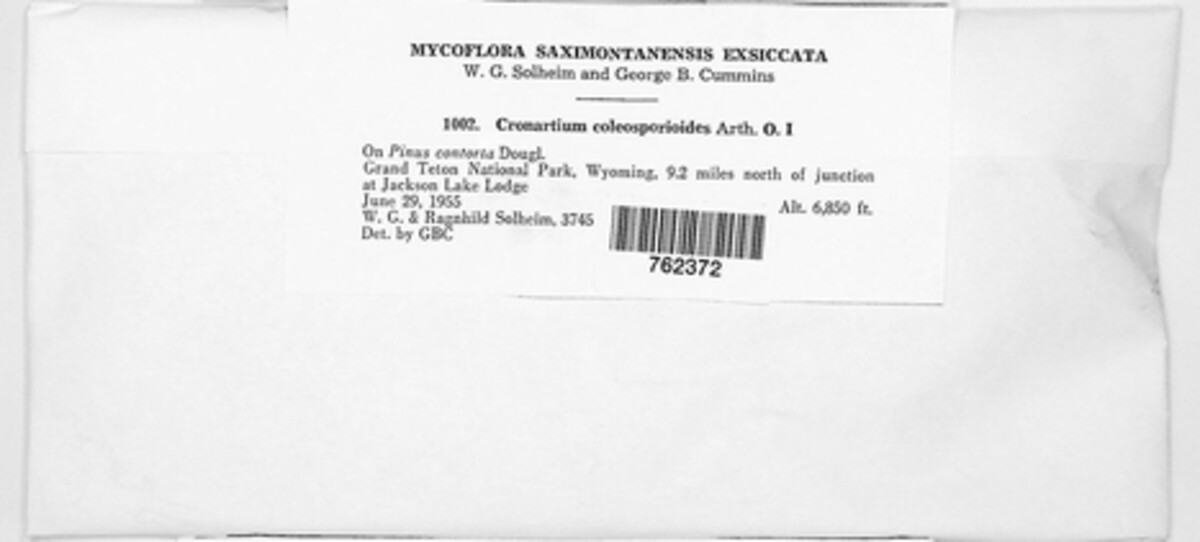 MYCOFLORA SAXIMONTANENSIS EXSICCATA
W. G. Solheim and George B. Cummins
1002. Cronartium coleosporioides Arth. O. I
On Pinus contorta Dougl.
Grand Teton National Park, Wyoming, 9.2 miles north of junction
at Jackson Lake Lodge
June 29, 1955
Alt. 6,850 ft.
W. G. & Ragnhild Solheim, 3745
Det. by GBC
762372